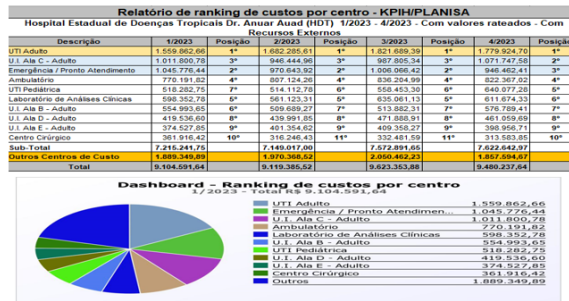 Relatório de ranking de custos por centro - KPIH/PLANISA
Hospital Estadual de Doenças Tropicais Dr. Anuar Auad (HDT) 1/2023 - 4/2023 - Com valores rateados - Com
Recursos Externos
Descrição 1/2023 Posição 2/2023 Posição 3/2023 Posição 4/2023 Posição
UTI Adulto 1.559.862,66 1º 1.682.285,61 1º 1.821.689,39 1º 1.779.924,70 1º
U.I. Ala C - Adulto 1.011.800,78 3º 946.444,96 3º 987.805,34 3º 1.071.747,58 2º
Emergência / Pronto Atendimento 1.045.776,44 2º 970.643,92 2º 1.006.066,42 2º 946.462,41 3º
Ambulatório 770.191,82 4º 807.124,26 4º 836.204,99 4º 822.367,02 4º
UTI Pediátrica 518.282,75 7º 514.112,78 6º 558.453,30 6º 640.077,28 5º
Laboratório de Análises Clínicas 598.352,78 5º 561.123,31 5º 635.061,13 5º 611.674,33 6º
U.I. Ala B - Adulto 554.993,65 6º 509.689,27 7º 513.882,31 7º 576.789,41 7º
U.I. Ala D - Adulto 419.536,60 8º 439.991,85 8º 471.888,91 8º 461.059,69 8º
U.I. Ala E - Adulto 374.527,85 9º 401.354,62 9º 409.358,27 9º 398.956,71 9º
Centro Cirúrgico 361.916,42 10º 316.246,43 11º 332.481,59 11º 313.583,85 10º
Sub-Total 7.215.241,75 7.149.017,00 7.572.891,65 7.622.642,97
Outros Centros de Custo 1.889.349,89 1.970.368,52 2.050.462,23 1.857.594,67
Total 9.104.591,64 9.119.385,52 9.623.353,88 9.480.237,64
Dashboard - Ranking de custos por centro
1/2023 - Total R$ 9.104.591,64
UTI Adulto 1.559.862,66
Emergência / Pronto Atendimen... 1.045.776,44
U.I. Ala C - Adulto 1.011.800,78
Ambulatório 770.191,82
Laboratório de Análises Clínicas 598.352,78
U.I. Ala B - Adulto 554.993,65
UTI Pediátrica 518.282,75
U.I. Ala D - Adulto 419.536,60
U.I. Ala E - Adulto 374.527,85
Centro Cirúrgico 361.916,42
Outros 1.889.349,89